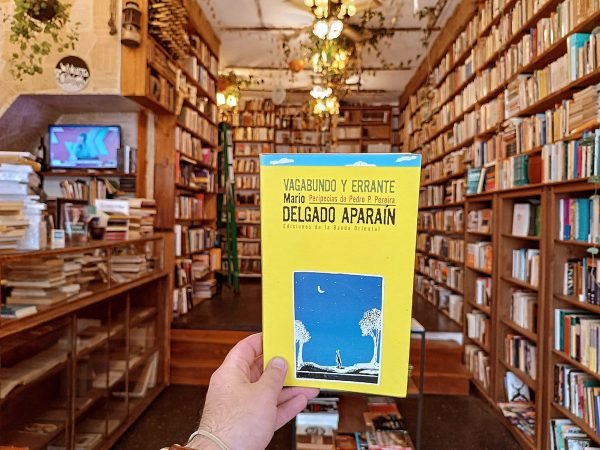 VAGABUNDO Y ERRANTE
Mario Peripecias de Pedro P. Pereira
DELGADO APARAÍN
Ediciones de la Banda Oriental